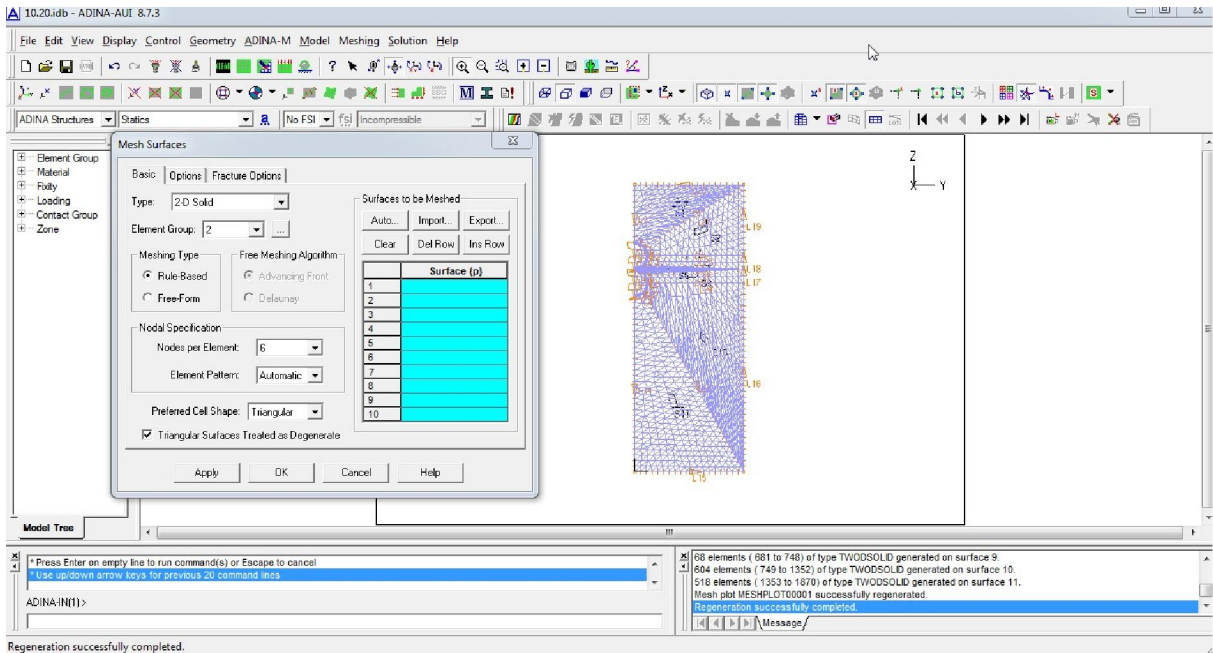 10.20.idb - ADINA-AUI 8.7.3
File Edit View Display Control Geometry ADINA-M Model Meshing Solution Help
ADINA Structures Statics No FSI fsi Incompressible
Mesh Surfaces
Basic Options Fracture Options
Type: 2-D Solid
Element Group: 2 ...
Meshing Type
Rule-Based
Free-Form
Free Meshing Algorithm
Advancing Front
Delaunay
Nodal Specification
Nodes per Element: 6
Element Pattern: Automatic
Preferred Cell Shape: Triangular
Triangular Surfaces Treated as Degenerate
Surfaces to be Meshed
Auto... Import... Export...
Clear Del Row Ins Row
Surface {p}
1
2
3
4
5
6
7
8
9
10
Apply OK Cancel Help
Element Group
Material
Fixity
Loading
Contact Group
Zone
Model Tree
Z
X Y
L19
L18
L17
L16
L15
* Press Enter on empty line to run command(s) or Escape to cancel
* Use up/down arrow keys for previous 20 command lines
ADINA-IN(1) >
68 elements ( 681 to 748) of type TWODSOLID generated on surface 9.
604 elements ( 749 to 1352) of type TWODSOLID generated on surface 10.
518 elements ( 1353 to 1870) of type TWODSOLID generated on surface 11.
Mesh plot MESHPLOT00001 successfully regenerated.
Regeneration successfully completed.
Message
Regeneration successfully completed.